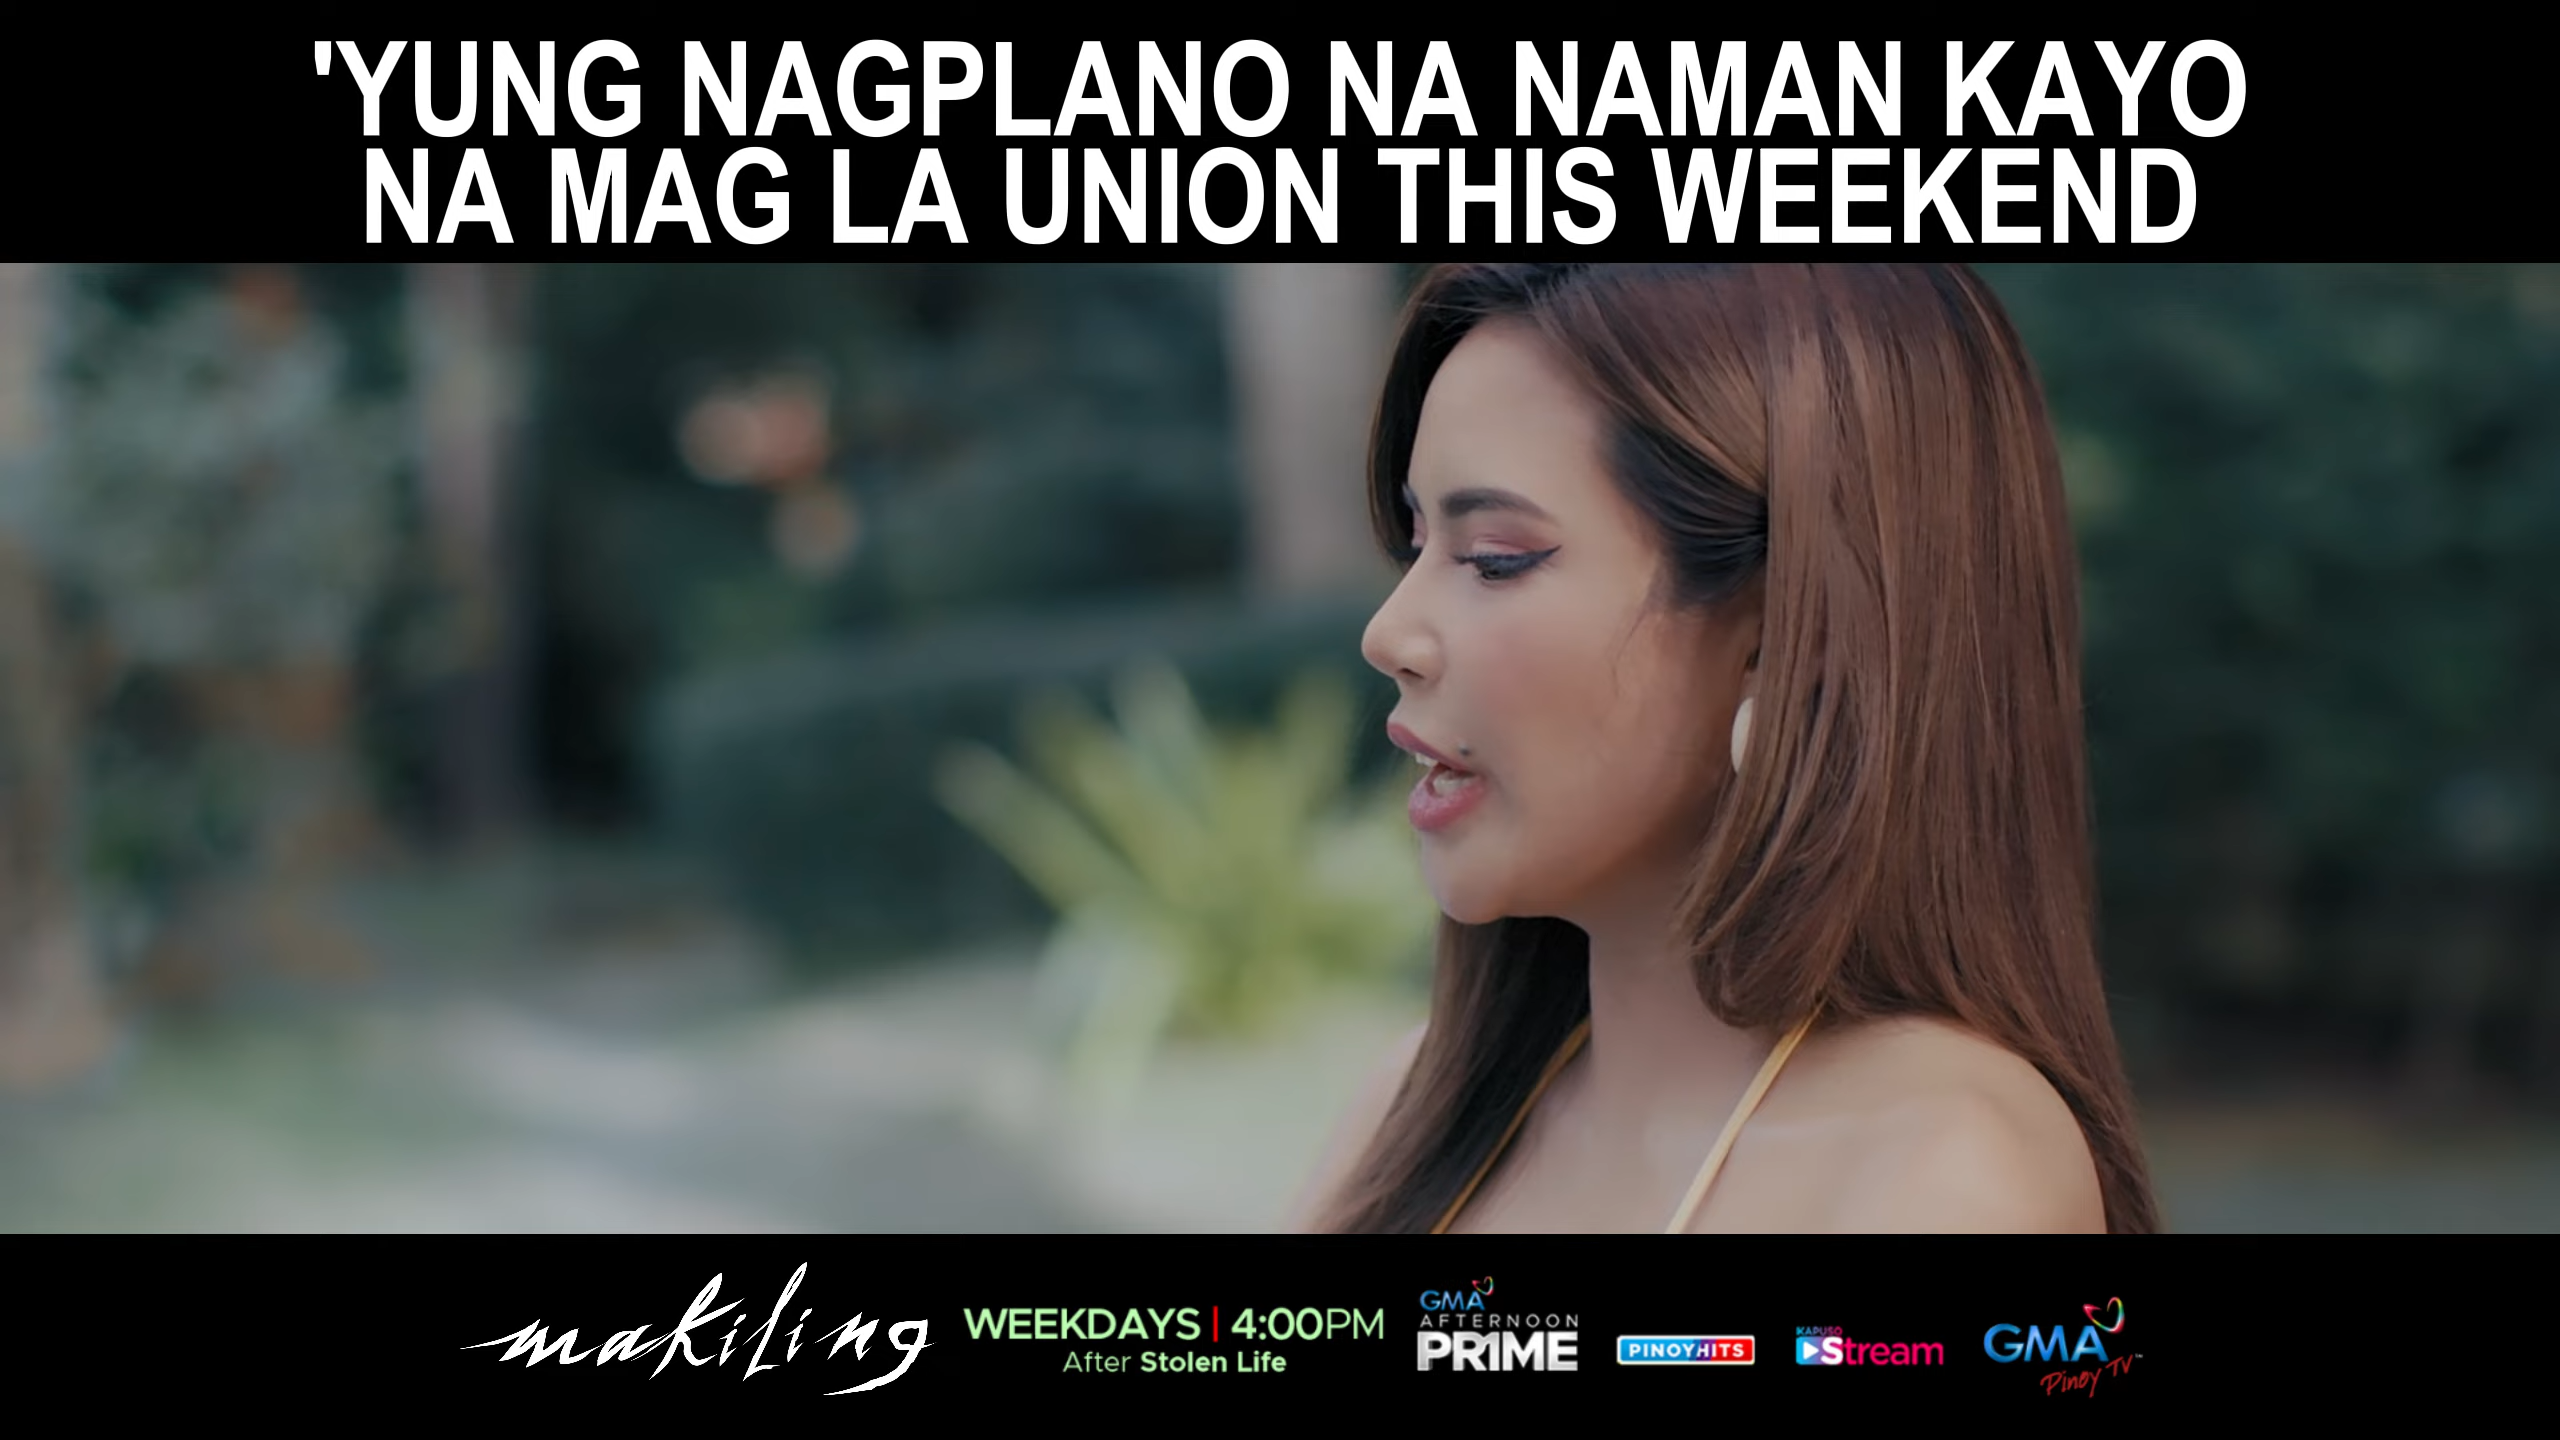 'YUNG NAGPLANO NA NAMAN KAYO
NA MAG LA UNION THIS WEEKEND
makiling
WEEKDAYS | 4:00PM
After Stolen Life
GMA
AFTERNOON
PR1ME
PINOYHITS
KAPUSO
Stream
GMA
Pinoy TV